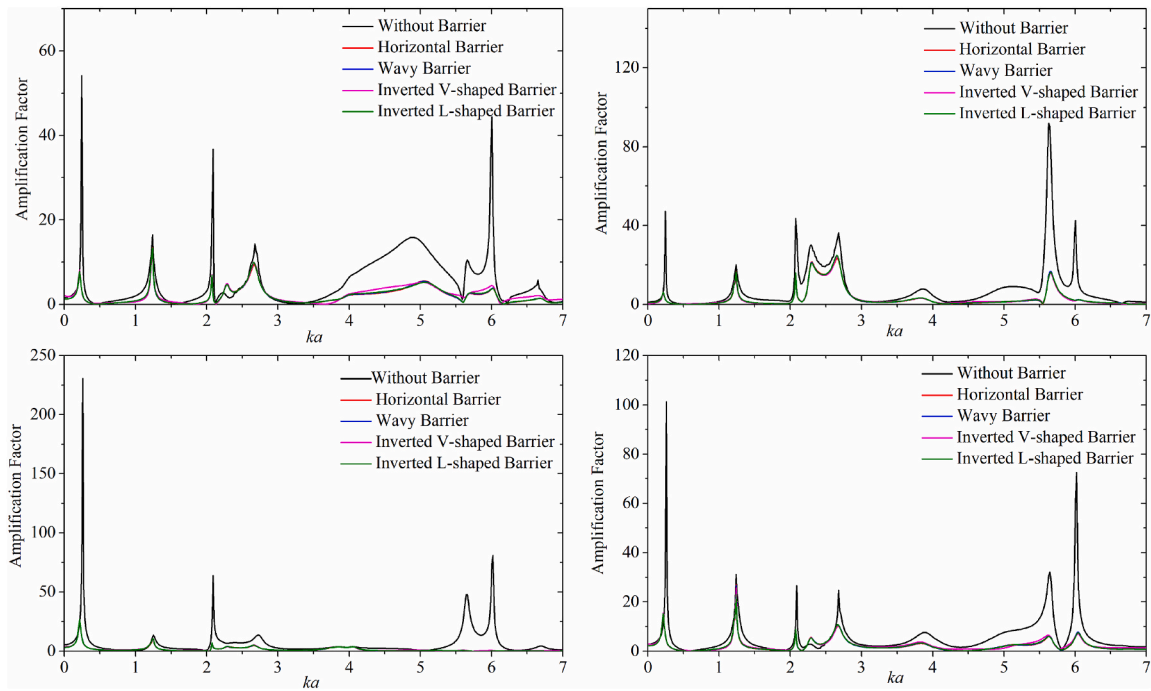 Without Barrier
Horizontal Barrier
Wavy Barrier
Inverted V-shaped Barrier
Inverted L-shaped Barrier
Amplification Factor
60
40
20
0
0 1 2 3 4 5 6 7
ka
Without Barrier
Horizontal Barrier
Wavy Barrier
Inverted V-shaped Barrier
Inverted L-shaped Barrier
Amplification Factor
120
80
40
0
0 1 2 3 4 5 6 7
ka
Without Barrier
Horizontal Barrier
Wavy Barrier
Inverted V-shaped Barrier
Inverted L-shaped Barrier
Amplification Factor
250
200
150
100
50
0
0 1 2 3 4 5 6 7
ka
Without Barrier
Horizontal Barrier
Wavy Barrier
Inverted V-shaped Barrier
Inverted L-shaped Barrier
Amplification Factor
120
100
80
60
40
20
0
0 1 2 3 4 5 6 7
ka